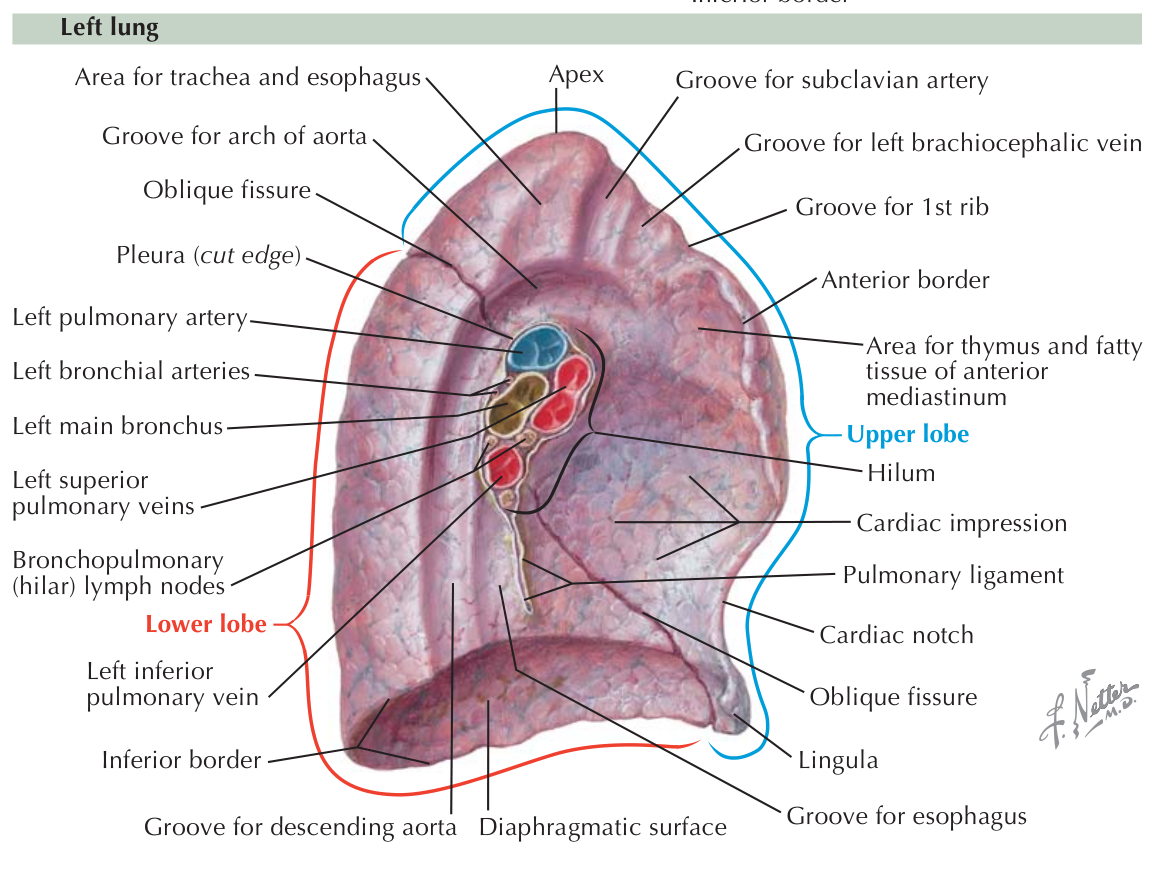 Left lung
Area for trachea and esophagus
Apex
Groove for subclavian artery
Groove for arch of aorta
Groove for left brachiocephalic vein
Oblique fissure
Groove for 1st rib
Pleura (cut edge)
Anterior border
Left pulmonary artery
Area for thymus and fatty
tissue of anterior
mediastinum
Left bronchial arteries
Left main bronchus
Upper lobe
Hilum
Left superior
pulmonary veins
Cardiac impression
Bronchopulmonary
(hilar) lymph nodes
Pulmonary ligament
Lower lobe
Cardiac notch
Left inferior
pulmonary vein
Oblique fissure
Inferior border
Lingula
Groove for descending aorta
Diaphragmatic surface
Groove for esophagus
F. Netter
M.D.